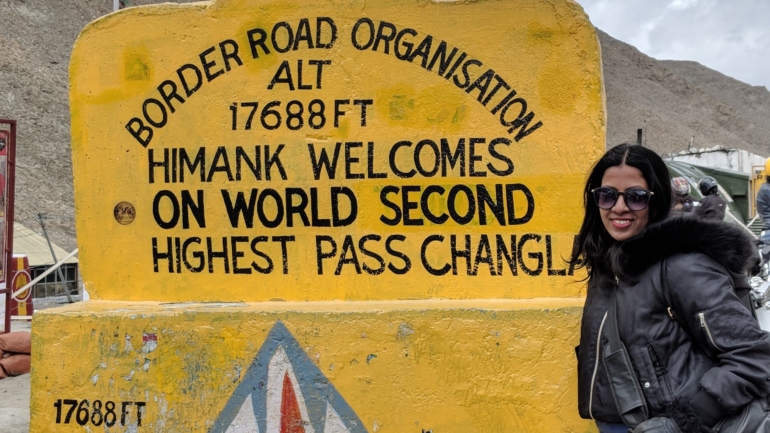 BORDER ROAD ORGANISATION
ALT
17688 FT
HIMANK WELCOMES
ON WORLD SECOND
HIGHEST PASS CHANGLA
17688 FT